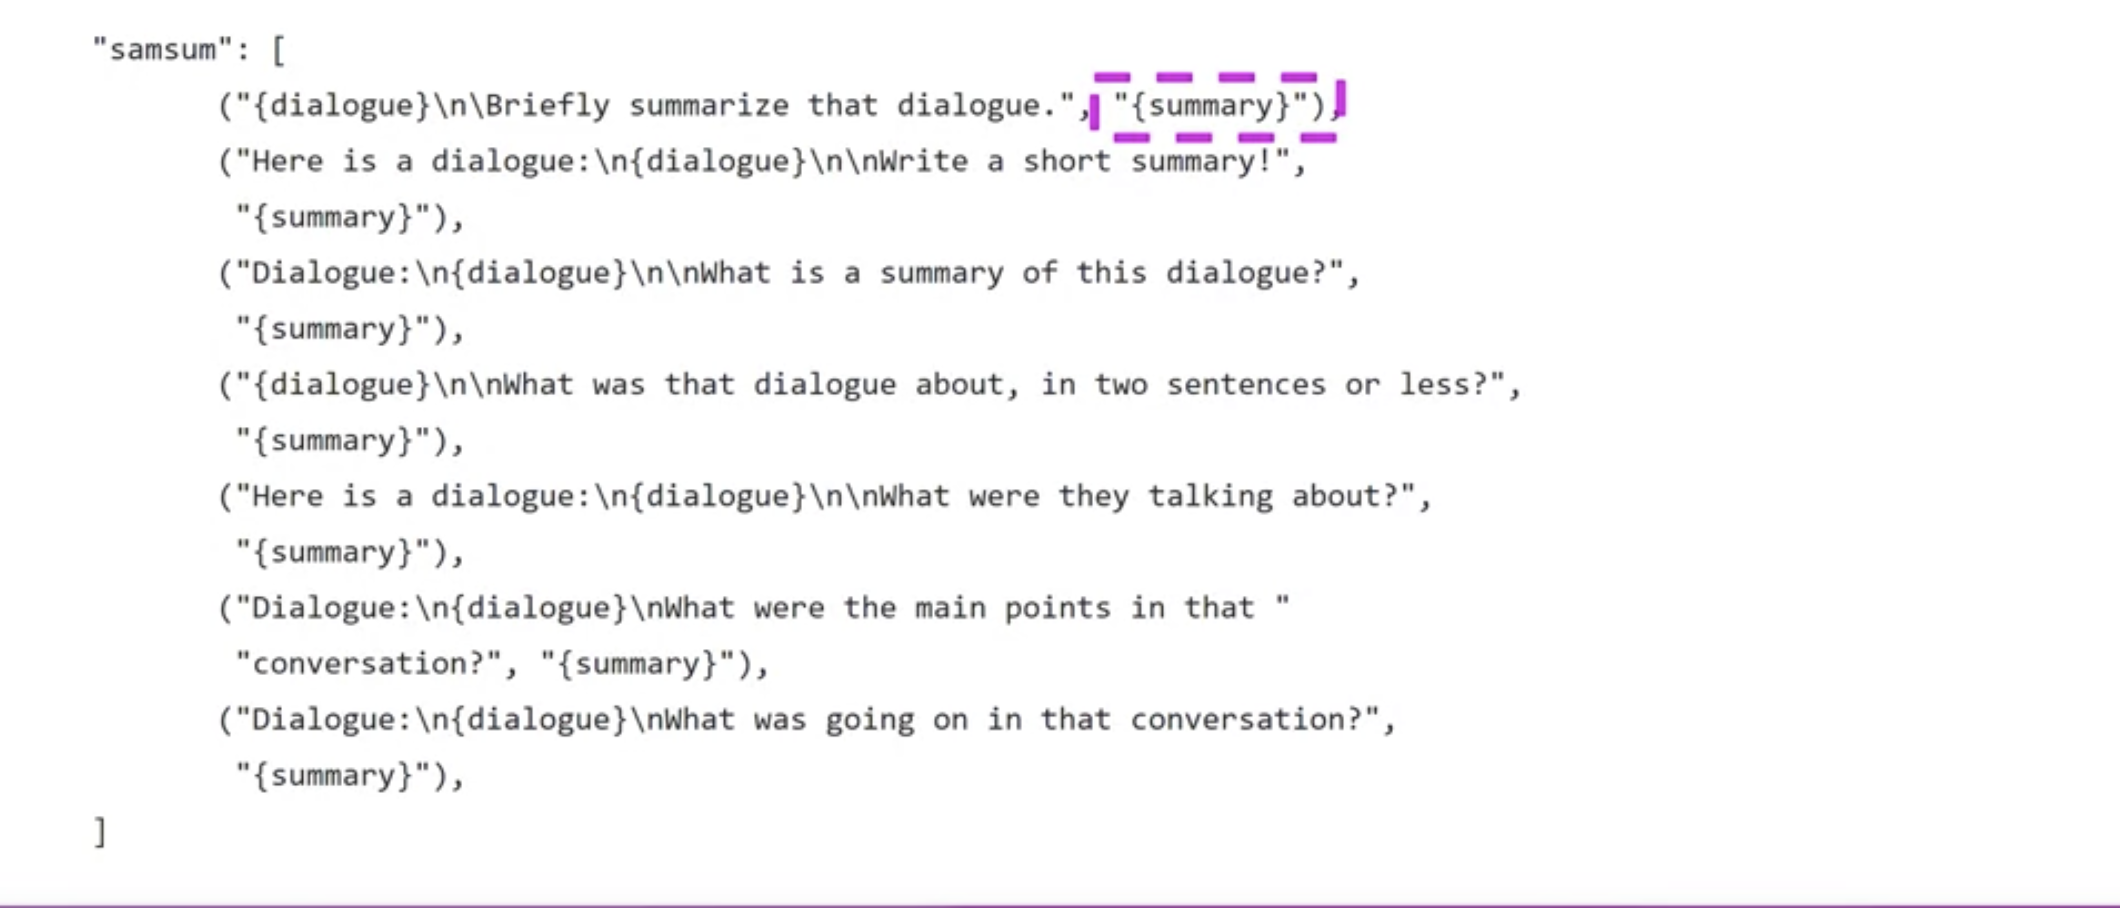 "samsum": [
("{dialogue}\n\Briefly summarize that dialogue.", "{summary}"),
("Here is a dialogue:\n{dialogue}\n\nWrite a short summary!",
"{summary}"),
("Dialogue:\n{dialogue}\n\nWhat is a summary of this dialogue?",
"{summary}"),
("{dialogue}\n\nWhat was that dialogue about, in two sentences or less?",
"{summary}"),
("Here is a dialogue:\n{dialogue}\n\nWhat were they talking about?",
"{summary}"),
("Dialogue:\n{dialogue}\nWhat were the main points in that "
"conversation?", "{summary}"),
("Dialogue:\n{dialogue}\nWhat was going on in that conversation?",
"{summary}"),
]